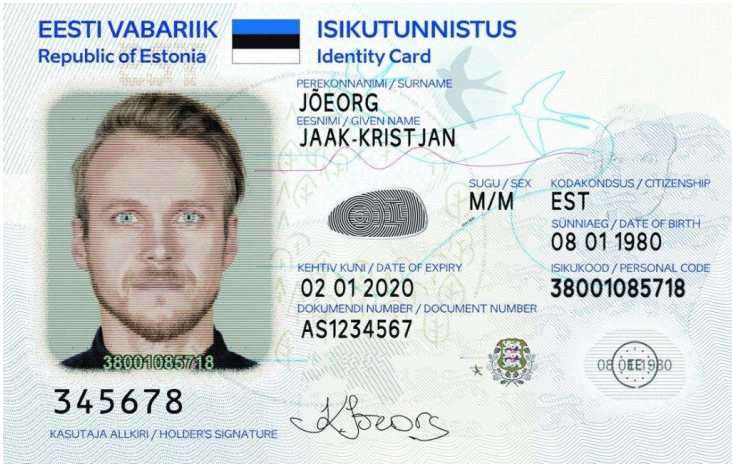 EESTI VABARIIK
Republic of Estonia
ISIKUTUNNISTUS
Identity Card
PEREKONNANIMI / SURNAME
JÕEORG
EESNIMI / GIVEN NAME
JAAK-KRISTJAN
SUGU / SEX
M/M
KODAKONDSUS / CITIZENSHIP
EST
SÜNNIAEG / DATE OF BIRTH
08 01 1980
KEHTIV KUNI / DATE OF EXPIRY
02 01 2020
ISIKUKOOD / PERSONAL CODE
38001085718
DOKUMENDI NUMBER / DOCUMENT NUMBER
AS1234567
38001085718
345678
KASUTAJA ALLKIRI / HOLDER'S SIGNATURE